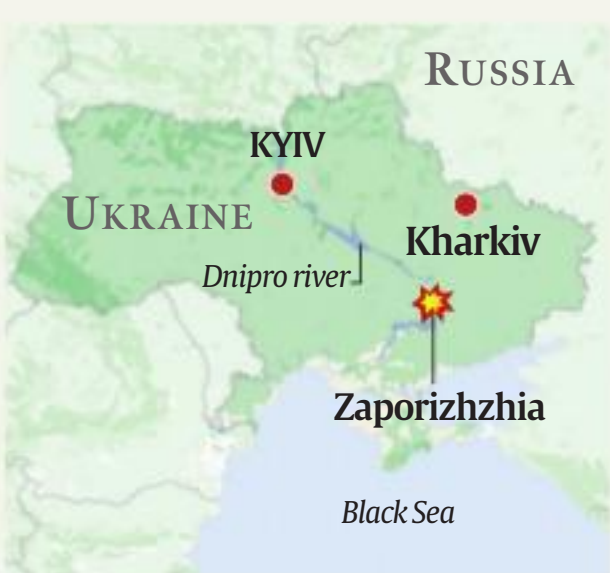 RUSSIA
KYIV
UKRAINE
Kharkiv
Dnipro river
Zaporizhzhia
Black Sea